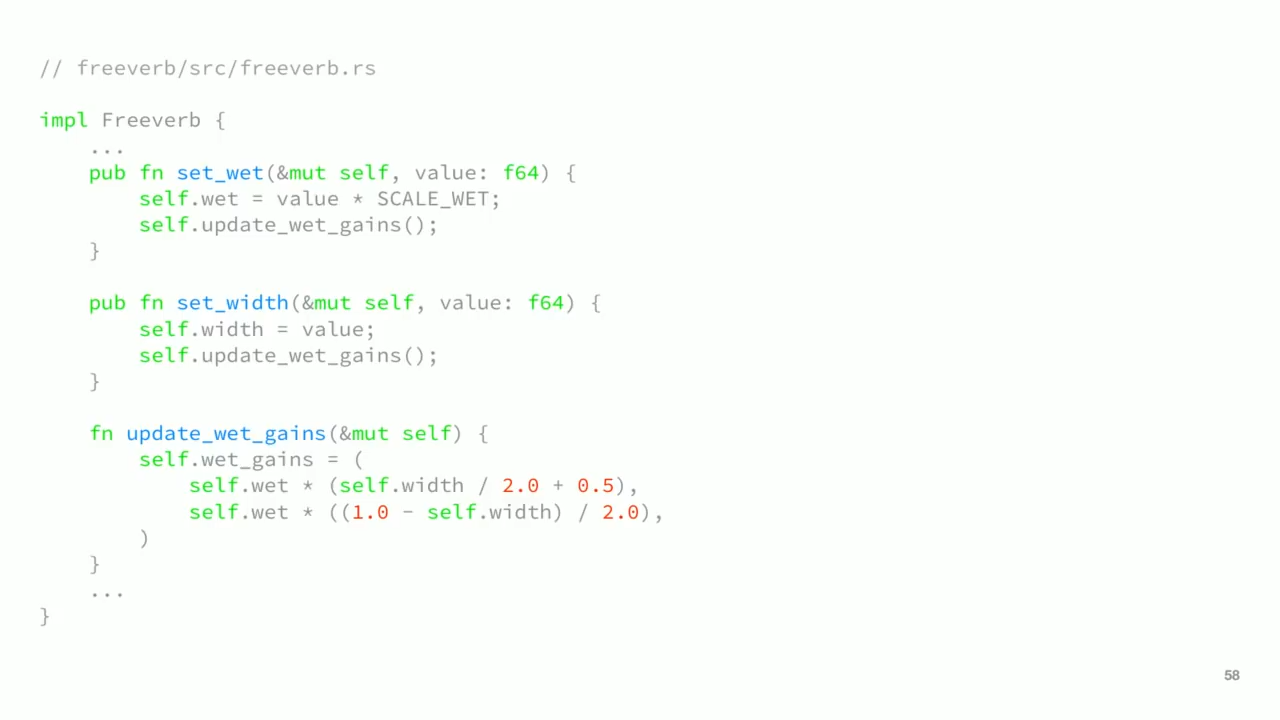 // freeverb/src/freeverb.rs
impl Freeverb {
    ...
    pub fn set_wet(&mut self, value: f64) {
        self.wet = value * SCALE_WET;
        self.update_wet_gains();
    }
    pub fn set_width(&mut self, value: f64) {
        self.width = value;
        self.update_wet_gains();
    }
    fn update_wet_gains(&mut self) {
        self.wet_gains = (
            self.wet * (self.width / 2.0 + 0.5),
            self.wet * ((1.0 - self.width) / 2.0),
        )
    }
    ...
}
58